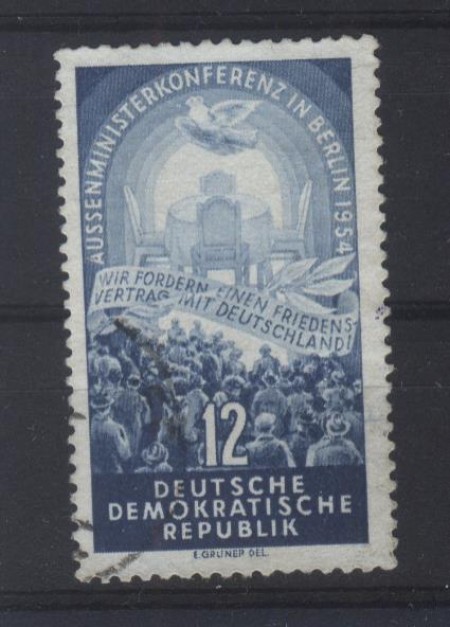 AUSSENMINISTERKONFERENZ IN BERLIN 1954
WIR FORDERN EINEN FRIEDENS-
VERTRAG MIT DEUTSCHLAND!
12
DEUTSCHE
DEMOKRATISCHE
REPUBLIK
E.GRUNER DEL.